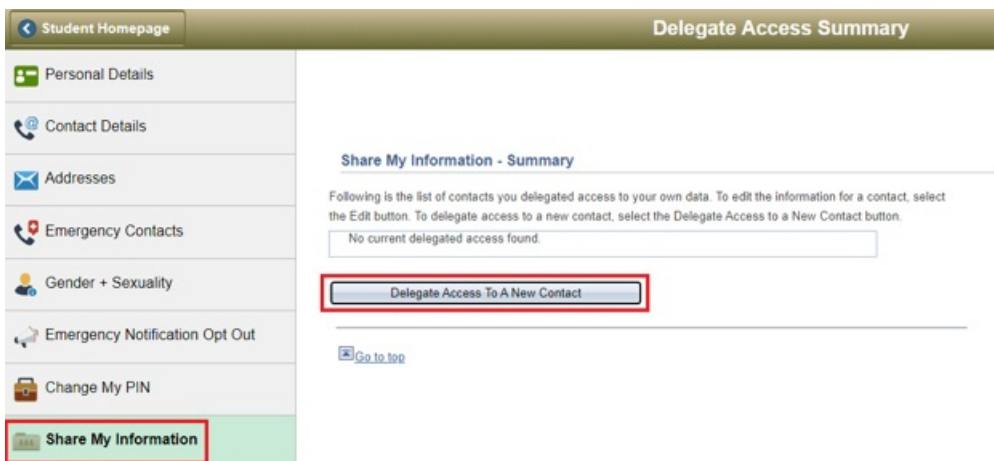 Student Homepage
Delegate Access Summary
Personal Details
Contact Details
Addresses
Emergency Contacts
Gender + Sexuality
Emergency Notification Opt Out
Change My PIN
Share My Information
Share My Information - Summary
Following is the list of contacts you delegated access to your own data. To edit the information for a contact, select
the Edit button. To delegate access to a new contact, select the Delegate Access to a New Contact button.
No current delegated access found.
Delegate Access To A New Contact
Go to top